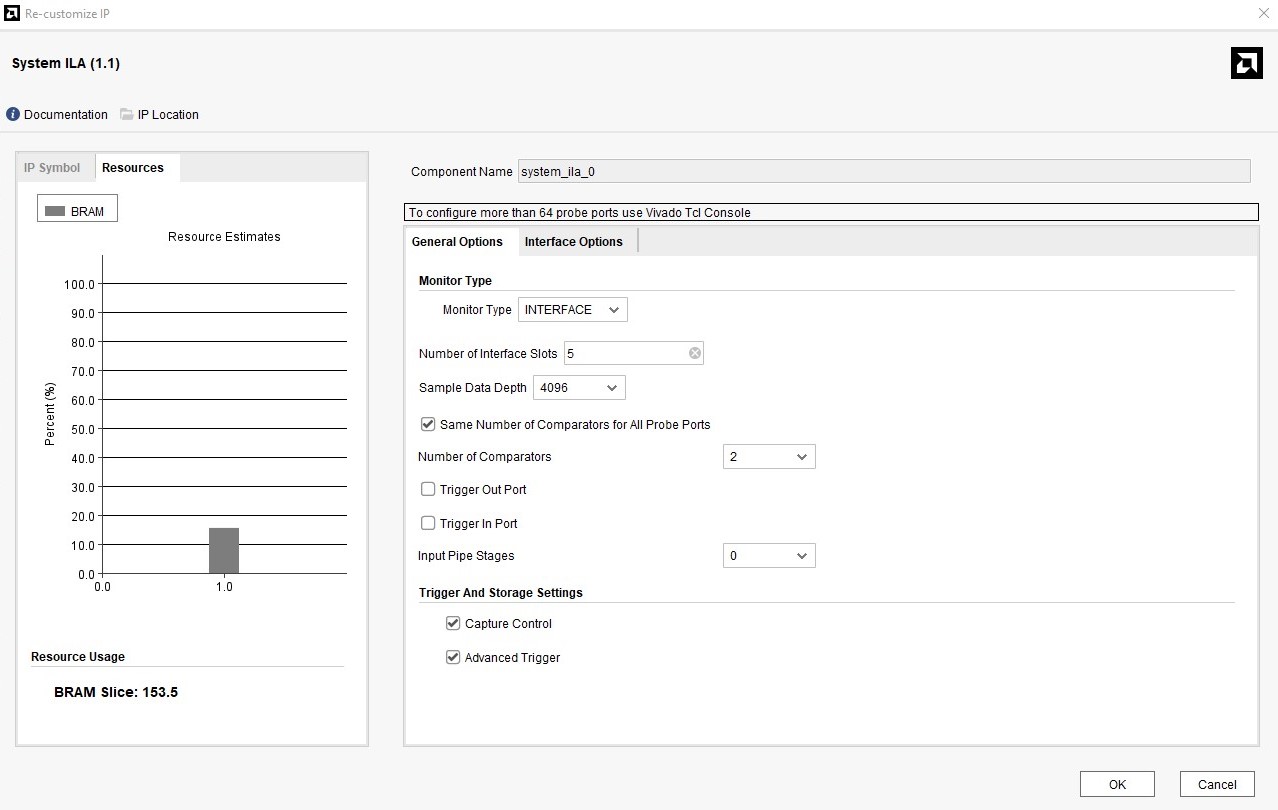 Re-customize IP
System ILA (1.1)
Documentation IP Location
IP Symbol Resources
BRAM
Resource Estimates
Percent (%)
100.0
90.0
80.0
70.0
60.0
50.0
40.0
30.0
20.0
10.0
0.0
0.0 1.0
Resource Usage
BRAM Slice: 153.5
Component Name system_ila_0
To configure more than 64 probe ports use Vivado Tcl Console
General Options Interface Options
Monitor Type
Monitor Type INTERFACE
Number of Interface Slots 5
Sample Data Depth 4096
Same Number of Comparators for All Probe Ports
Number of Comparators 2
Trigger Out Port
Trigger In Port
Input Pipe Stages 0
Trigger And Storage Settings
Capture Control
Advanced Trigger
OK Cancel